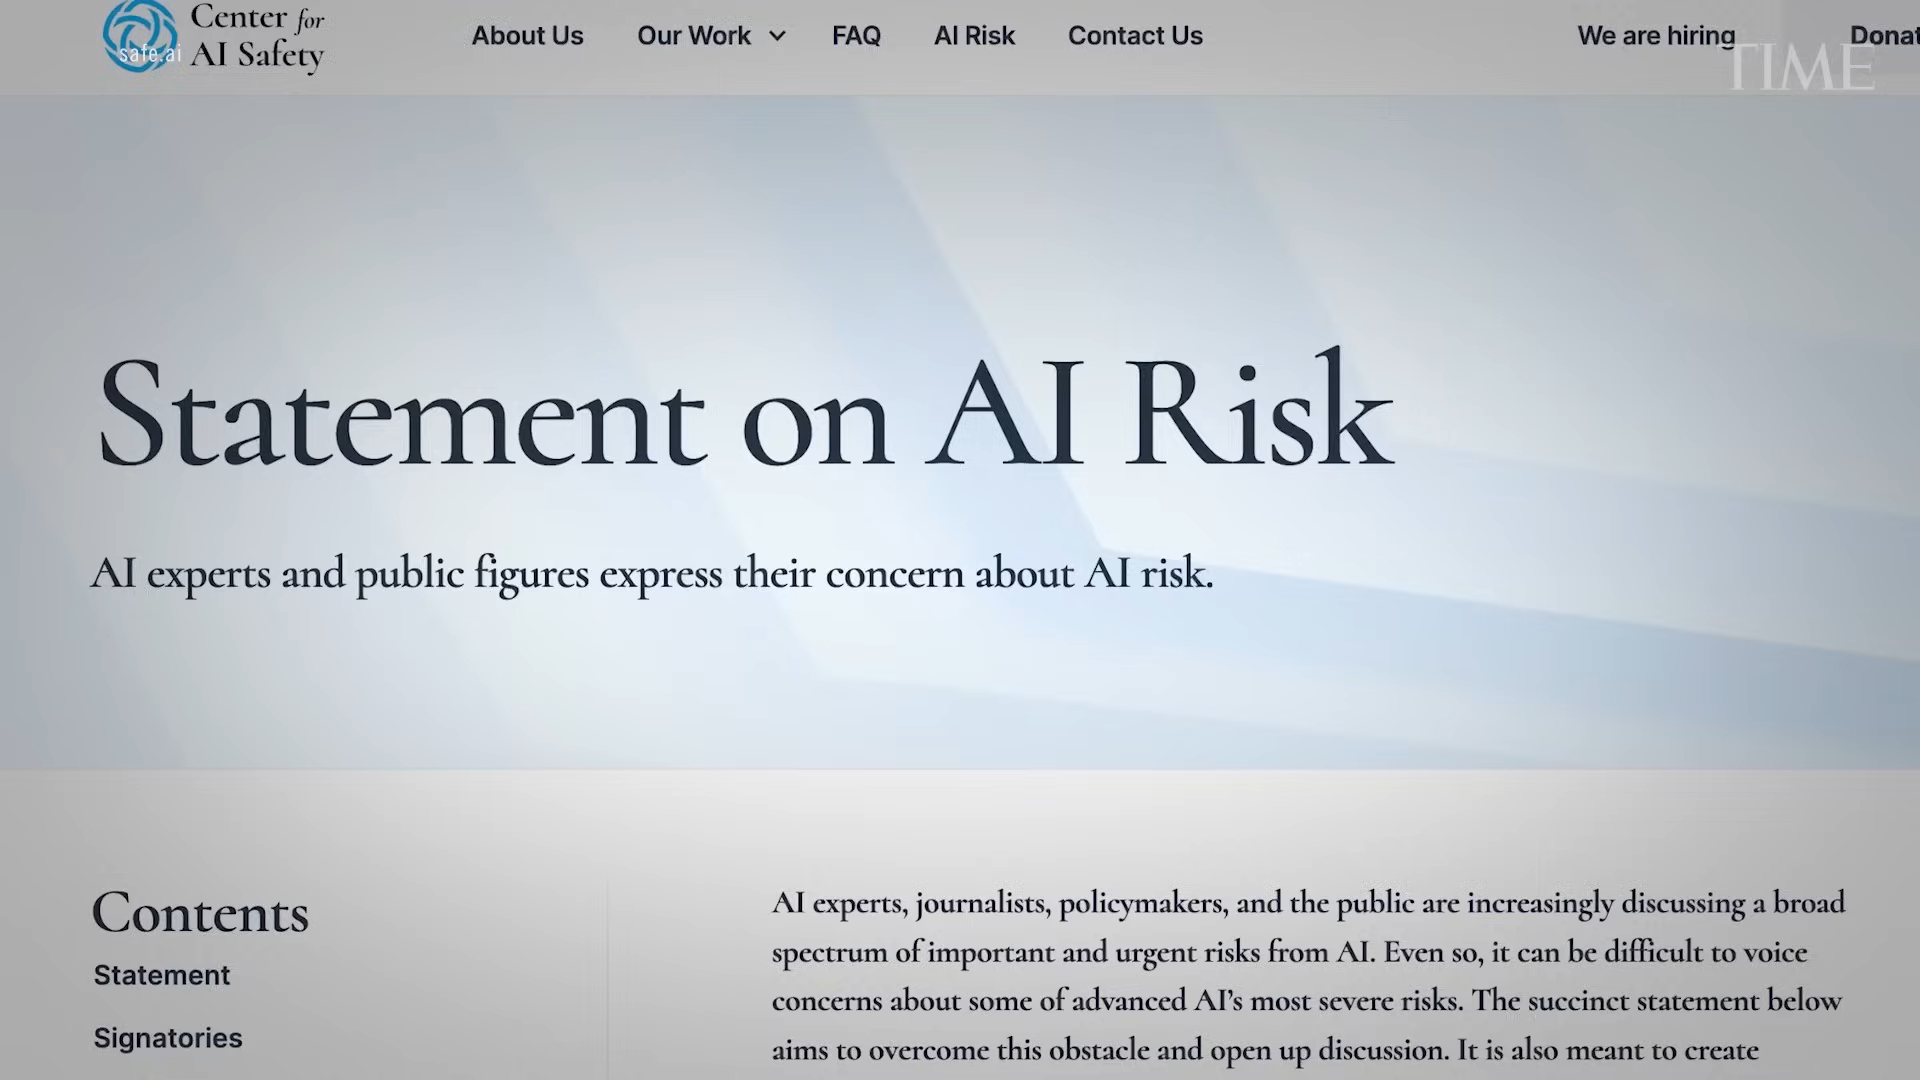 Center for
AI Safety
safe.ai
About Us
Our Work
FAQ
AI Risk
Contact Us
We are hiring
Donat
TIME
Statement on AI Risk
AI experts and public figures express their concern about AI risk.
Contents
Statement
Signatories
AI experts, journalists, policymakers, and the public are increasingly discussing a broad
spectrum of important and urgent risks from AI. Even so, it can be difficult to voice
concerns about some of advanced AI’s most severe risks. The succinct statement below
aims to overcome this obstacle and open up discussion. It is also meant to create